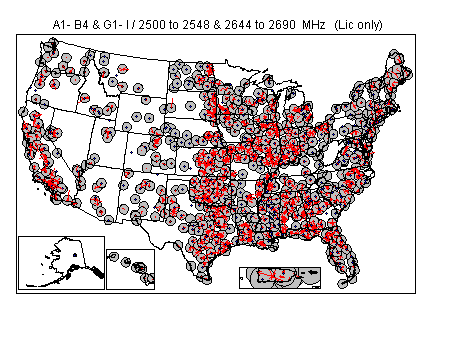 A1- B4 & G1- I / 2500 to 2548 & 2644 to 2690 MHz (Lic only)